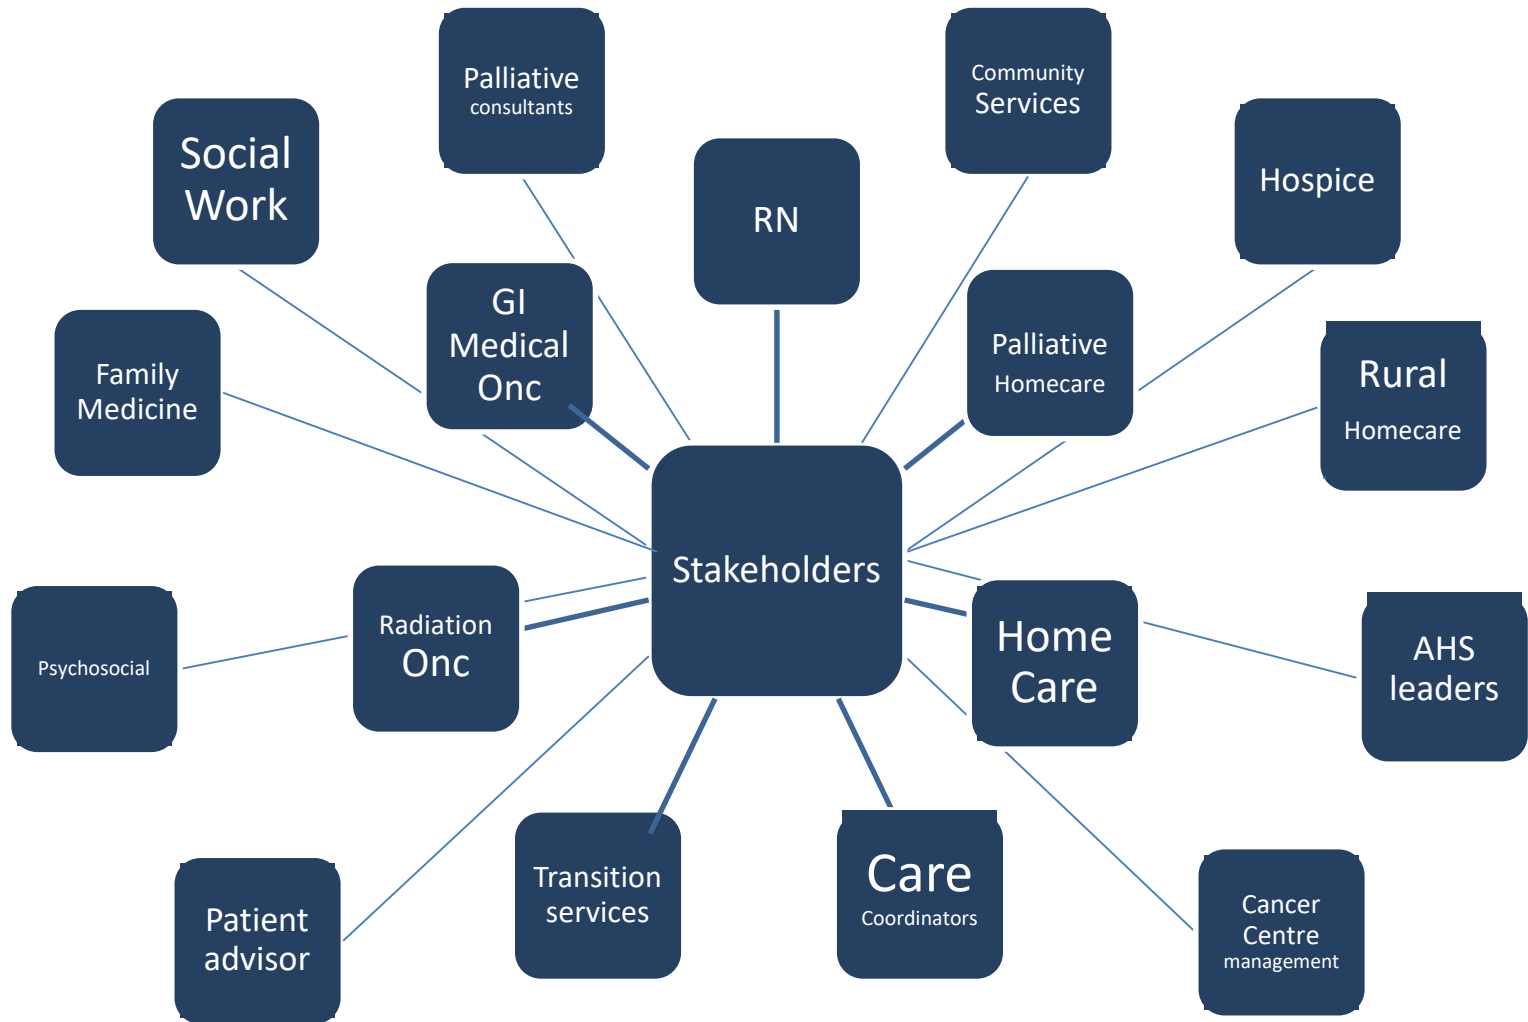 Palliative
consultants
Community
Services
Social
Work
RN
Hospice
GI
Medical
Onc
Palliative
Homecare
Family
Medicine
Rural
Homecare
Stakeholders
Psychosocial
Radiation
Onc
Home
Care
AHS
leaders
Patient
advisor
Transition
services
Care
Coordinators
Cancer
Centre
management